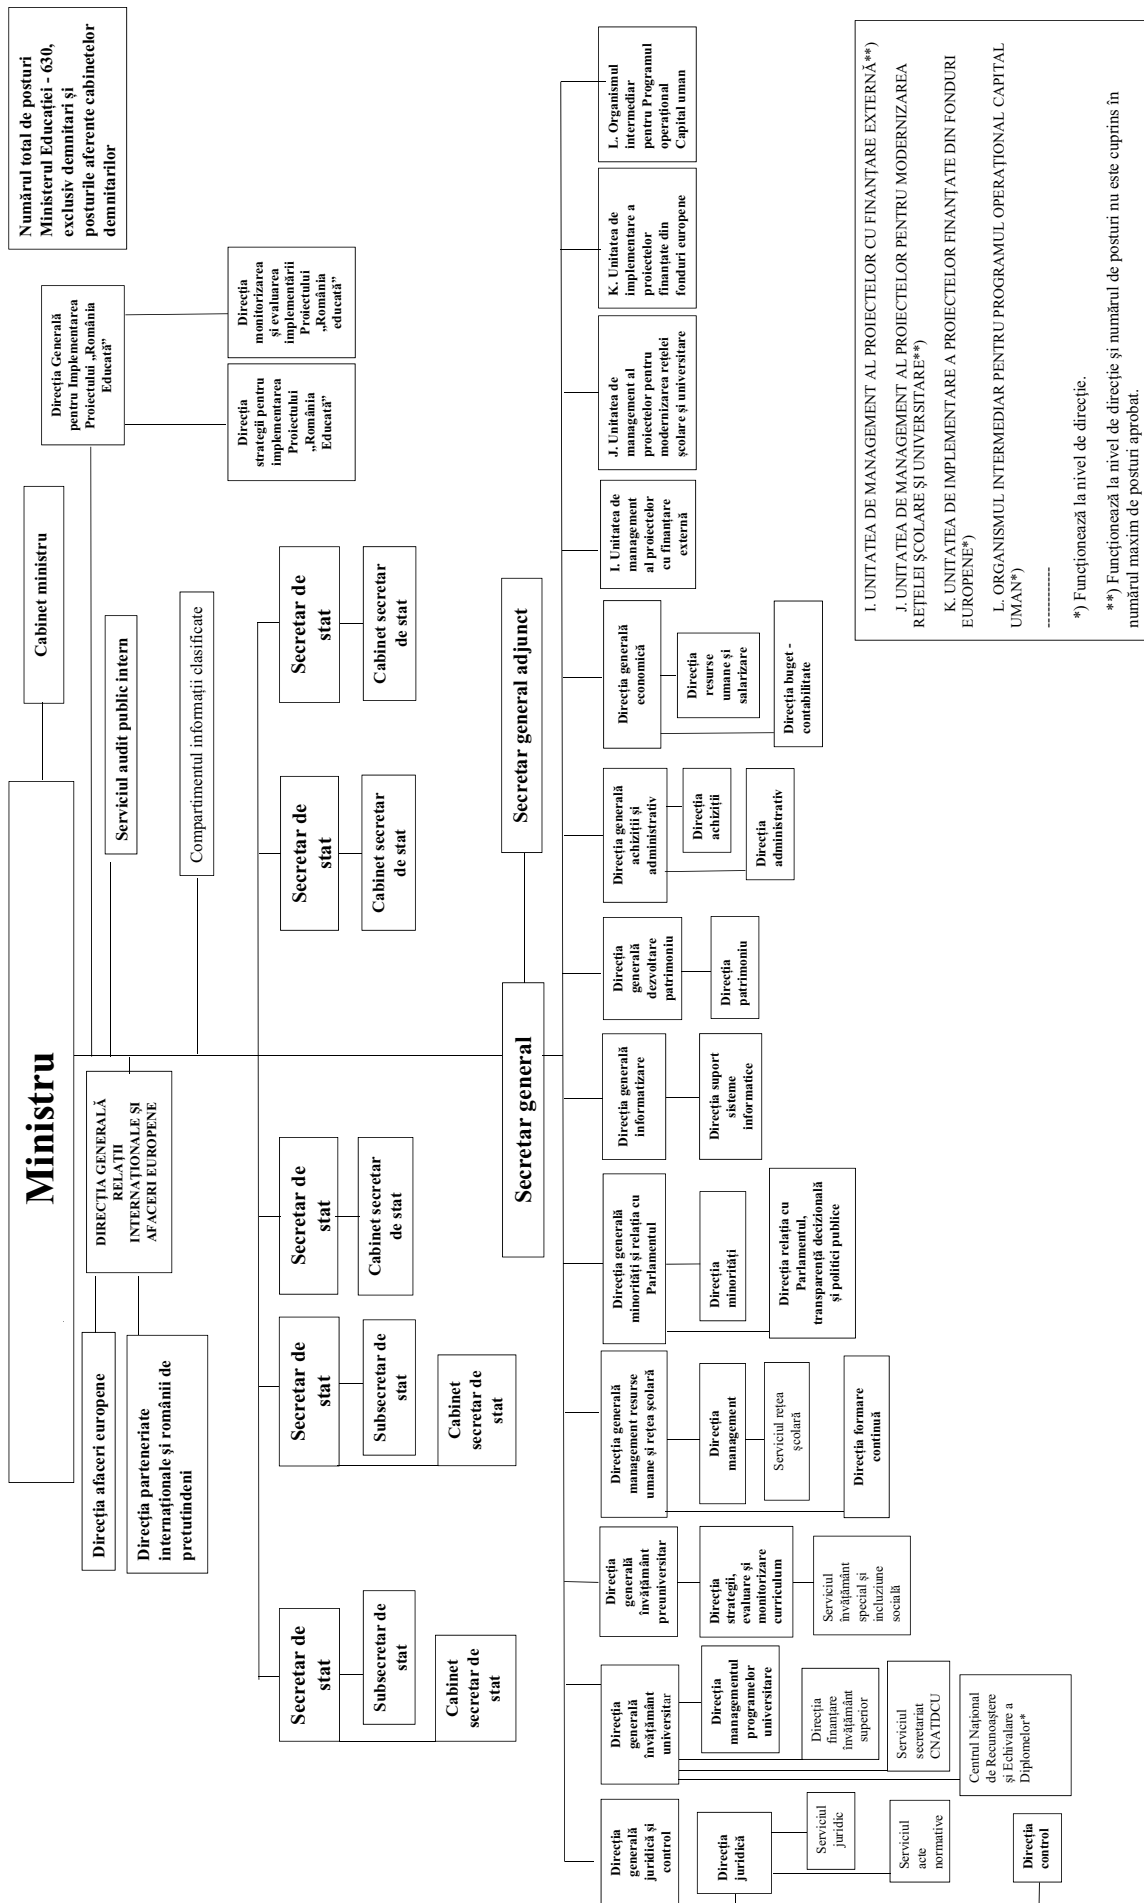 Ministru
Cabinet ministru
Numărul total de posturi
Ministerul Educației - 630,
exclusiv demnitari și
posturile aferente cabinetelor
demnitarilor
Direcția Generală
pentru Implementarea
Proiectului „România
Educată”
Direcția
strategii pentru
implementarea
Proiectului
„România
Educată”
Direcția
monitorizarea
și evaluarea
implementării
Proiectului
„România
educată”
Serviciul audit public intern
Compartimentul informații clasificate
DIRECȚIA GENERALĂ
RELAȚII
INTERNAȚIONALE ȘI
AFACERI EUROPENE
Direcția afaceri europene
Direcția parteneriate
internaționale și românii de
pretutindeni
Secretar de
stat
Subsecretar de
stat
Cabinet
secretar de
stat
Secretar de
stat
Subsecretar de
stat
Cabinet
secretar de
stat
Secretar de
stat
Cabinet secretar
de stat
Secretar de
stat
Cabinet secretar
de stat
Secretar de
stat
Cabinet secretar
de stat
Secretar general
Secretar general adjunct
Direcția
generală
juridică și
control
Direcția
juridică
Serviciul
juridic
Serviciul
acte
normative
Direcția
control
Direcția
generală
învățământ
universitar
Direcția
managementul
programelor
universitare
Direcția
finanțare
învățământ
superior
Serviciul
secretariat
CNATDCU
Centrul Național
de Recunoaștere
și Echivalare a
Diplomelor*
Direcția
generală
învățământ
preuniversitar
Direcția
strategii,
evaluare și
monitorizare
curriculum
Serviciul
învățământ
special și
incluziune
socială
Direcția generală
management resurse
umane și rețea școlară
Direcția
management
Serviciul rețea
școlară
Direcția formare
continuă
Direcția generală
minorități și relația cu
Parlamentul
Direcția
minorități
Direcția relația cu
Parlamentul,
transparență decizională
și politici publice
Direcția generală
informatizare
Direcția suport
sisteme
informatice
Direcția
generală
dezvoltare
patrimoniu
Direcția
patrimoniu
Direcția generală
achiziții și
administrativ
Direcția
achiziții
Direcția
administrativ
Direcția generală
economică
Direcția
resurse
umane și
salarizare
Direcția buget -
contabilitate
I. Unitatea de
management
al proiectelor
cu finanțare
externă
J. Unitatea de
management al
proiectelor pentru
modernizarea rețelei
școlare și universitare
K. Unitatea de
implementare a
proiectelor
finanțate din
fonduri europene
L. Organismul
intermediar
pentru Programul
operațional
Capital uman
I. UNITATEA DE MANAGEMENT AL PROIECTELOR CU FINANȚARE EXTERNĂ**)
J. UNITATEA DE MANAGEMENT AL PROIECTELOR PENTRU MODERNIZAREA
REȚELEI ȘCOLARE ȘI UNIVERSITARE**)
K. UNITATEA DE IMPLEMENTARE A PROIECTELOR FINANȚATE DIN FONDURI
EUROPENE*)
L. ORGANISMUL INTERMEDIAR PENTRU PROGRAMUL OPERAȚIONAL CAPITAL
UMAN*)
------------
*) Funcționează la nivel de direcție.
**) Funcționează la nivel de direcție și numărul de posturi nu este cuprins în
numărul maxim de posturi aprobat.